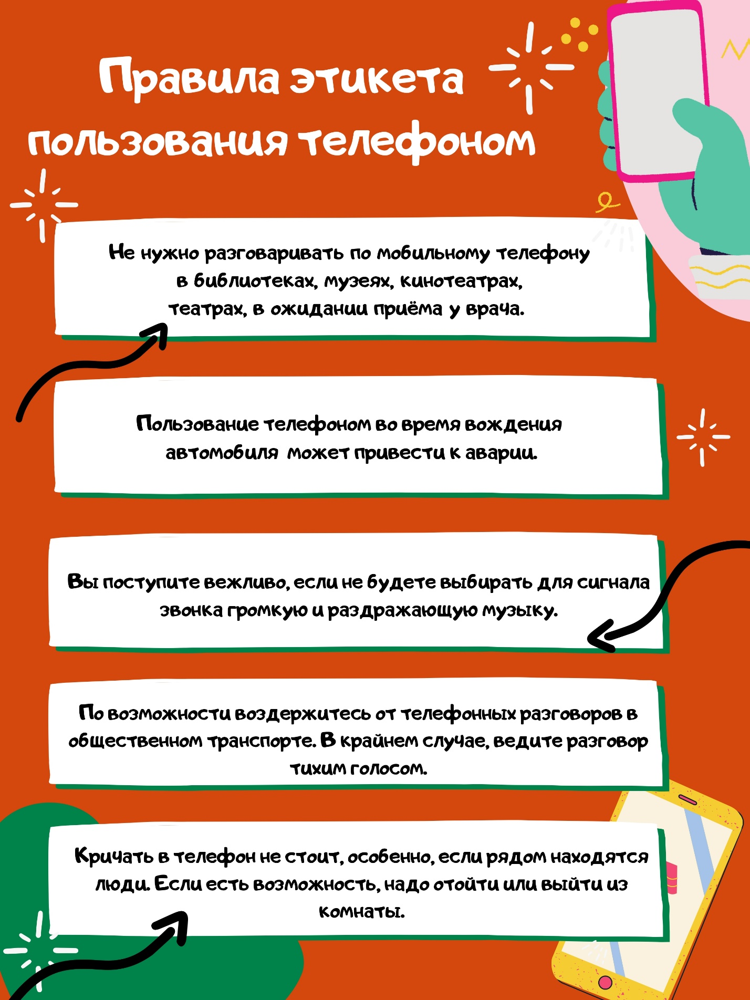 Правила этикета
пользования телефоном
Не нужно разговаривать по мобильному телефону
в библиотеках, музеях, кинотеатрах,
театрах, в ожидании приёма у врача.
Пользование телефоном во время вождения
автомобиля может привести к аварии.
Вы поступите вежливо, если не будете выбирать для сигнала
звонка громкую и раздражающую музыку.
По возможности воздержитесь от телефонных разговоров в
общественном транспорте. В крайнем случае, ведите разговор
тихим голосом.
Кричать в телефон не стоит, особенно, если рядом находятся
люди. Если есть возможность, надо отойти или выйти из
комнаты.